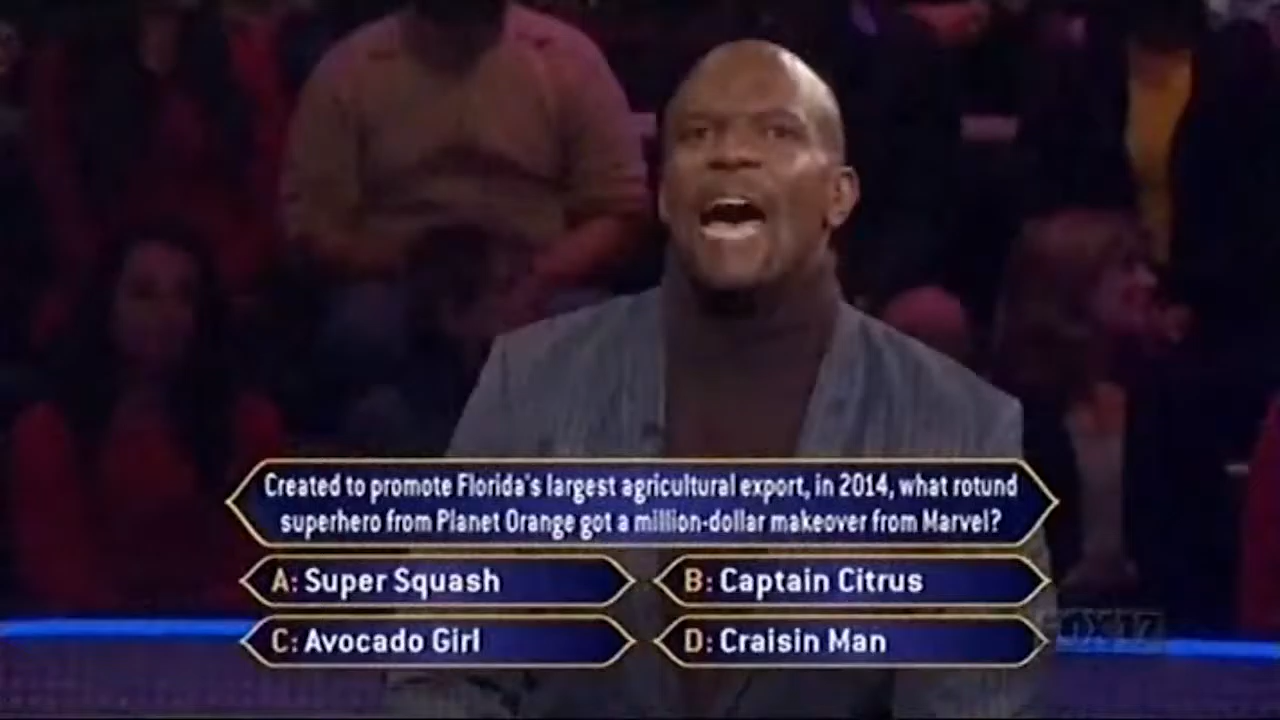 Created to promote Florida's largest agricultural export, in 2014, what rotund
superhero from Planet Orange got a million-dollar makeover from Marvel?
A: Super Squash
B: Captain Citrus
C: Avocado Girl
D: Craisin Man
FOX17